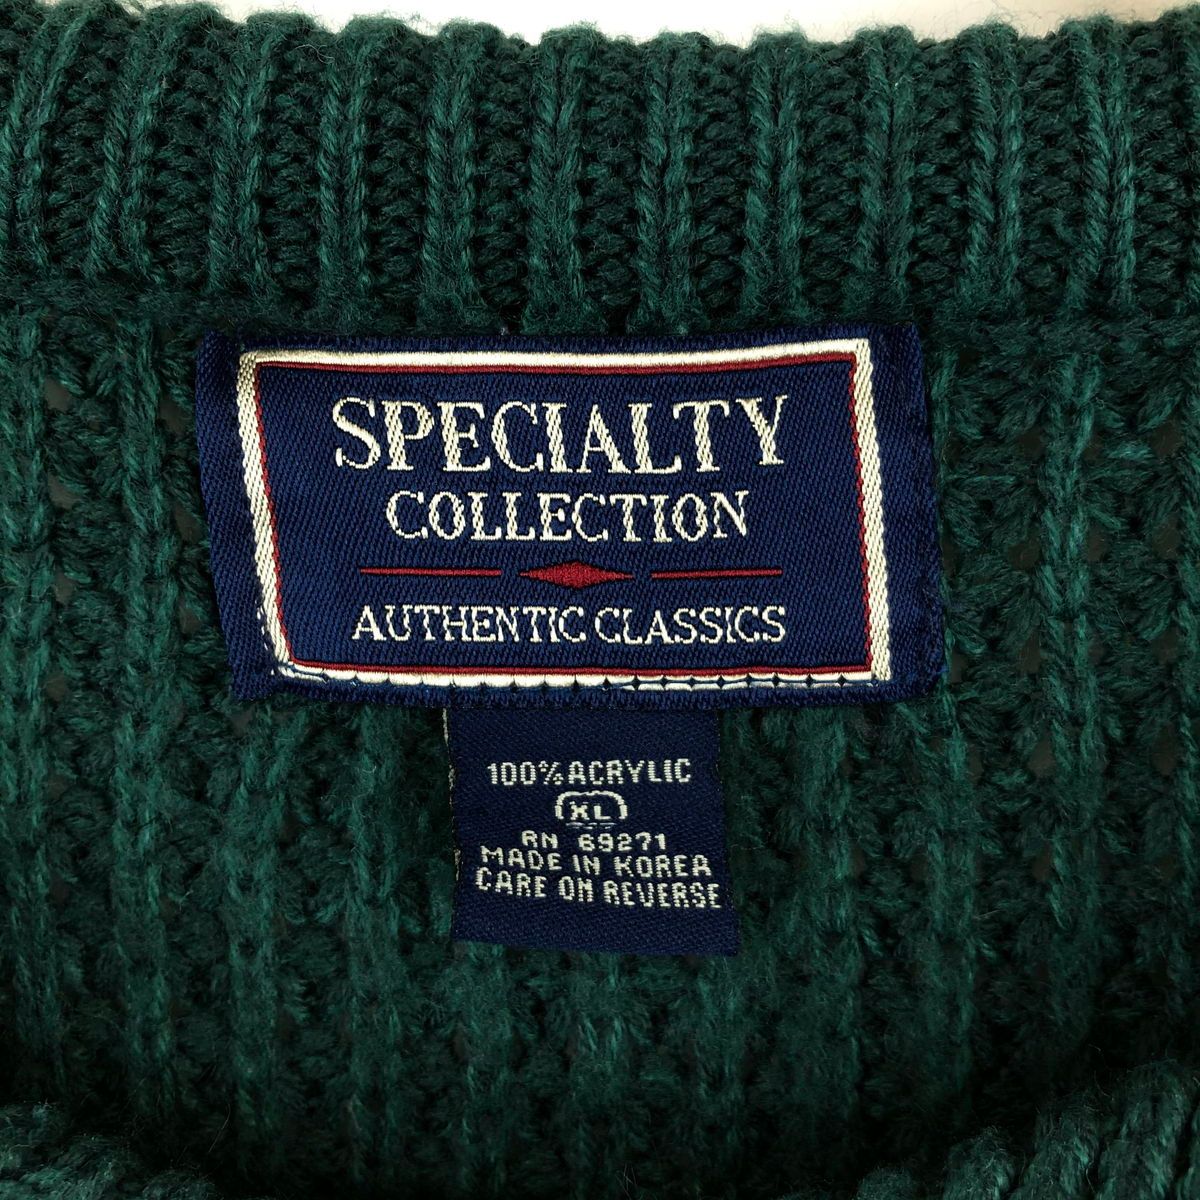 SPECIALTY
COLLECTION
AUTHENTIC CLASSICS
100% ACRYLIC
XL
RN 69271
MADE IN KOREA
CARE ON REVERSE